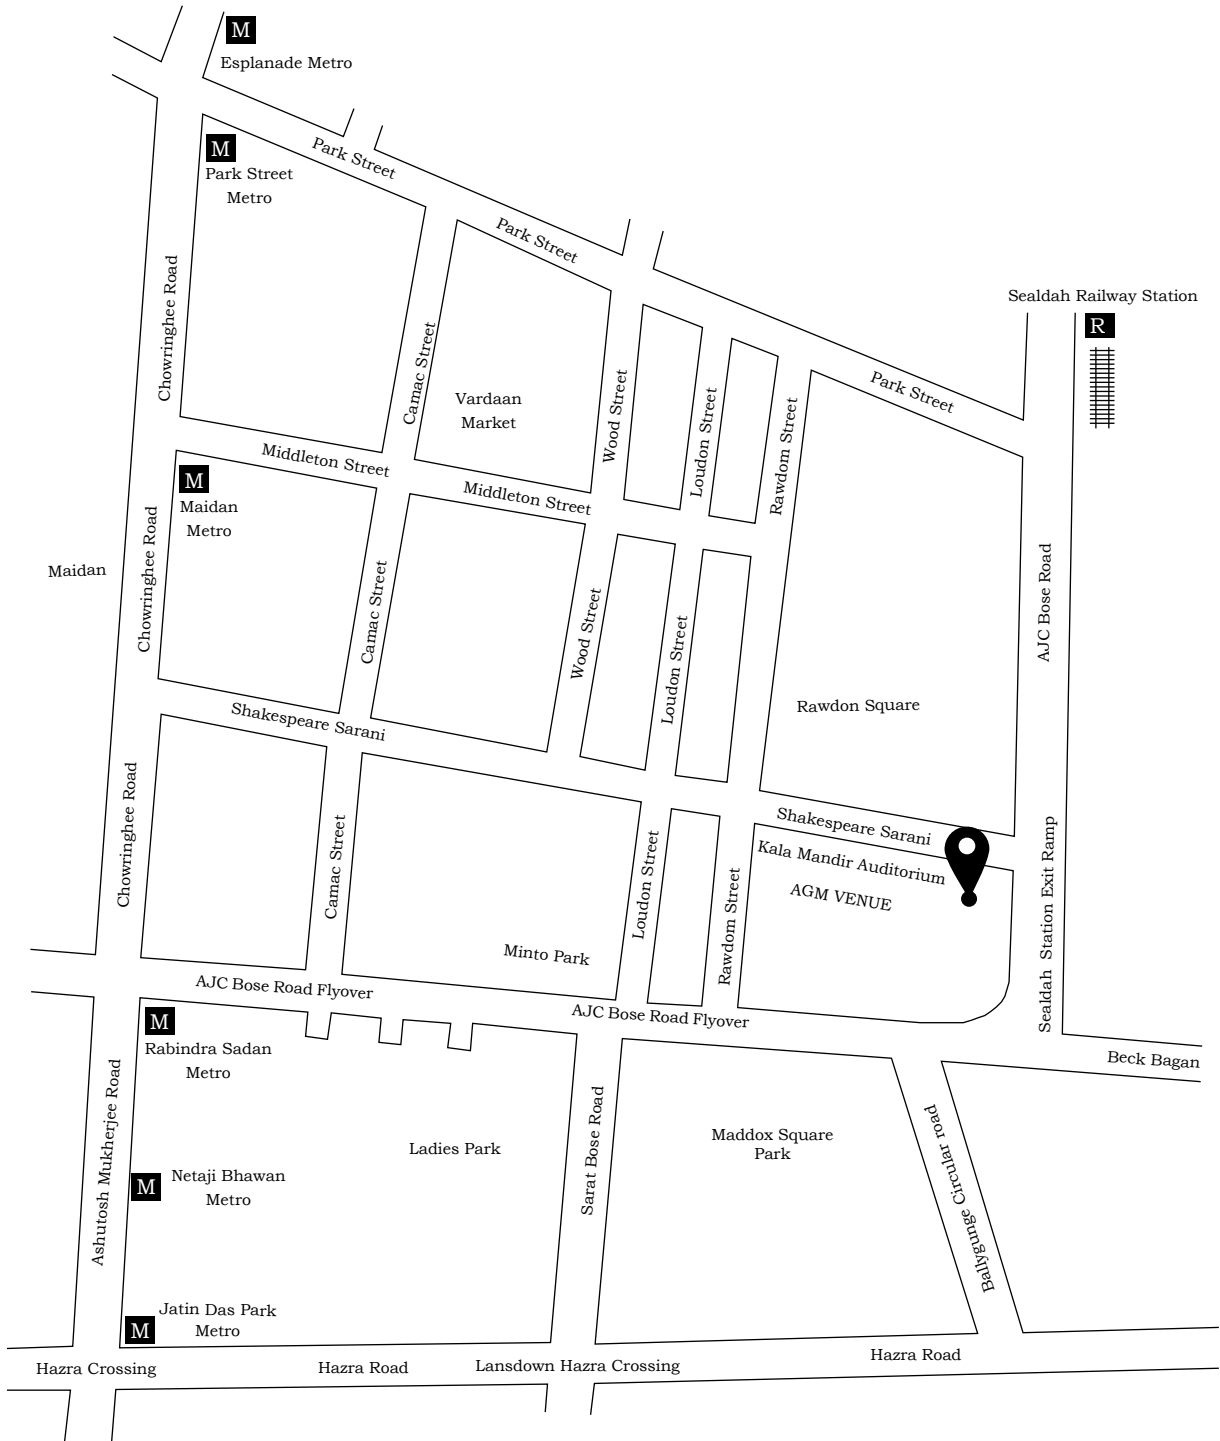 M
Esplanade Metro
Park Street
M
Park Street
Metro
Park Street
Chowringhee Road
Sealdah Railway Station
R
Camac Street
Vardaan
Market
Wood Street
Loudon Street
Rawdom Street
Park Street
Middleton Street
M
Maidan
Metro
Middleton Street
Maidan
Chowringhee Road
Camac Street
Wood Street
Loudon Street
AJC Bose Road
Rawdon Square
Shakespeare Sarani
Chowringhee Road
Camac Street
Loudon Street
Rawdom Street
Shakespeare Sarani
Kala Mandir Auditorium
AGM VENUE
Sealdah Station Exit Ramp
Minto Park
AJC Bose Road Flyover
AJC Bose Road Flyover
M
Rabindra Sadan
Metro
Beck Bagan
Ashutosh Mukherjee Road
Ladies Park
Sarat Bose Road
Maddox Square
Park
Ballygunge Circular road
M
Netaji Bhawan
Metro
M
Jatin Das Park
Metro
Hazra Crossing
Hazra Road
Lansdown Hazra Crossing
Hazra Road